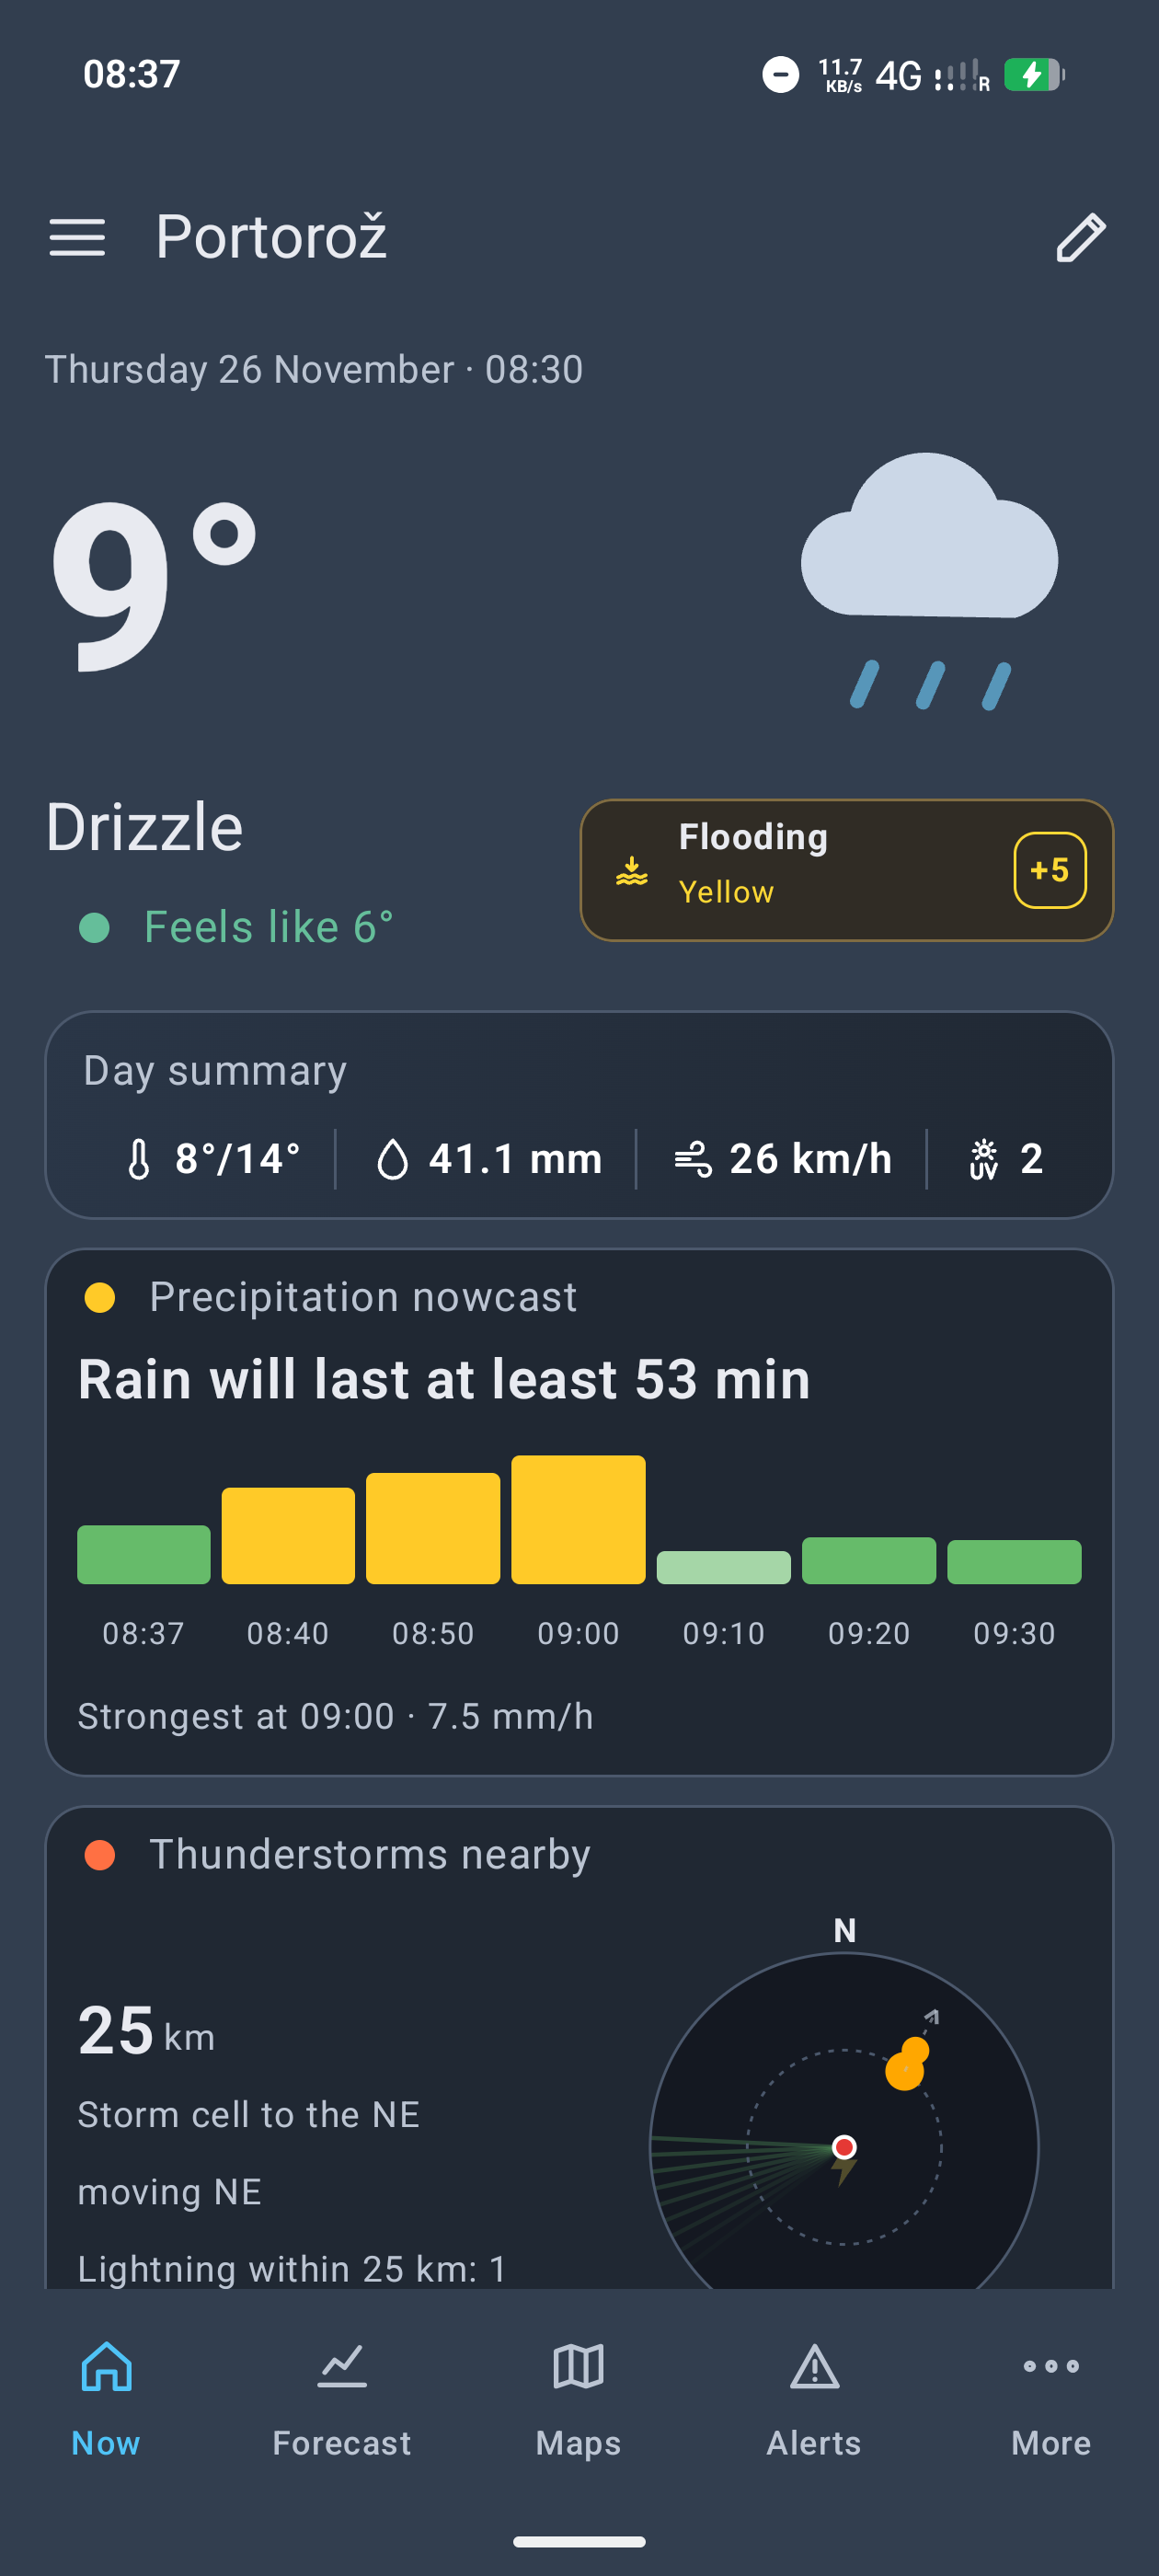 08:37
11.7
KB/s
4G
R
Portorož
Thursday 26 November · 08:30
9°
Drizzle
Feels like 6°
Flooding
Yellow
+5
Day summary
8°/14°
41.1 mm
26 km/h
UV
2
Precipitation nowcast
Rain will last at least 53 min
08:37 08:40 08:50 09:00 09:10 09:20 09:30
Strongest at 09:00 · 7.5 mm/h
Thunderstorms nearby
N
25 km
Storm cell to the NE
moving NE
Lightning within 25 km: 1
Now Forecast Maps Alerts More